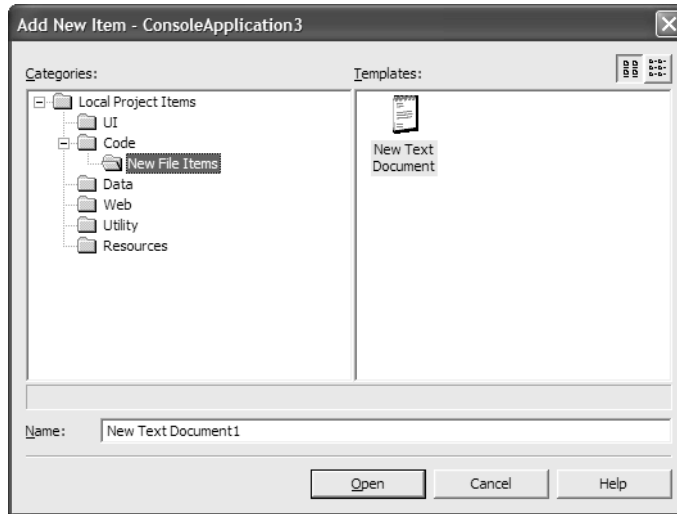 Add New Item - ConsoleApplication3
Categories:
Templates:
Local Project Items
UI
Code
New File Items
Data
Web
Utility
Resources
New Text
Document
Name:
New Text Document1
Open
Cancel
Help